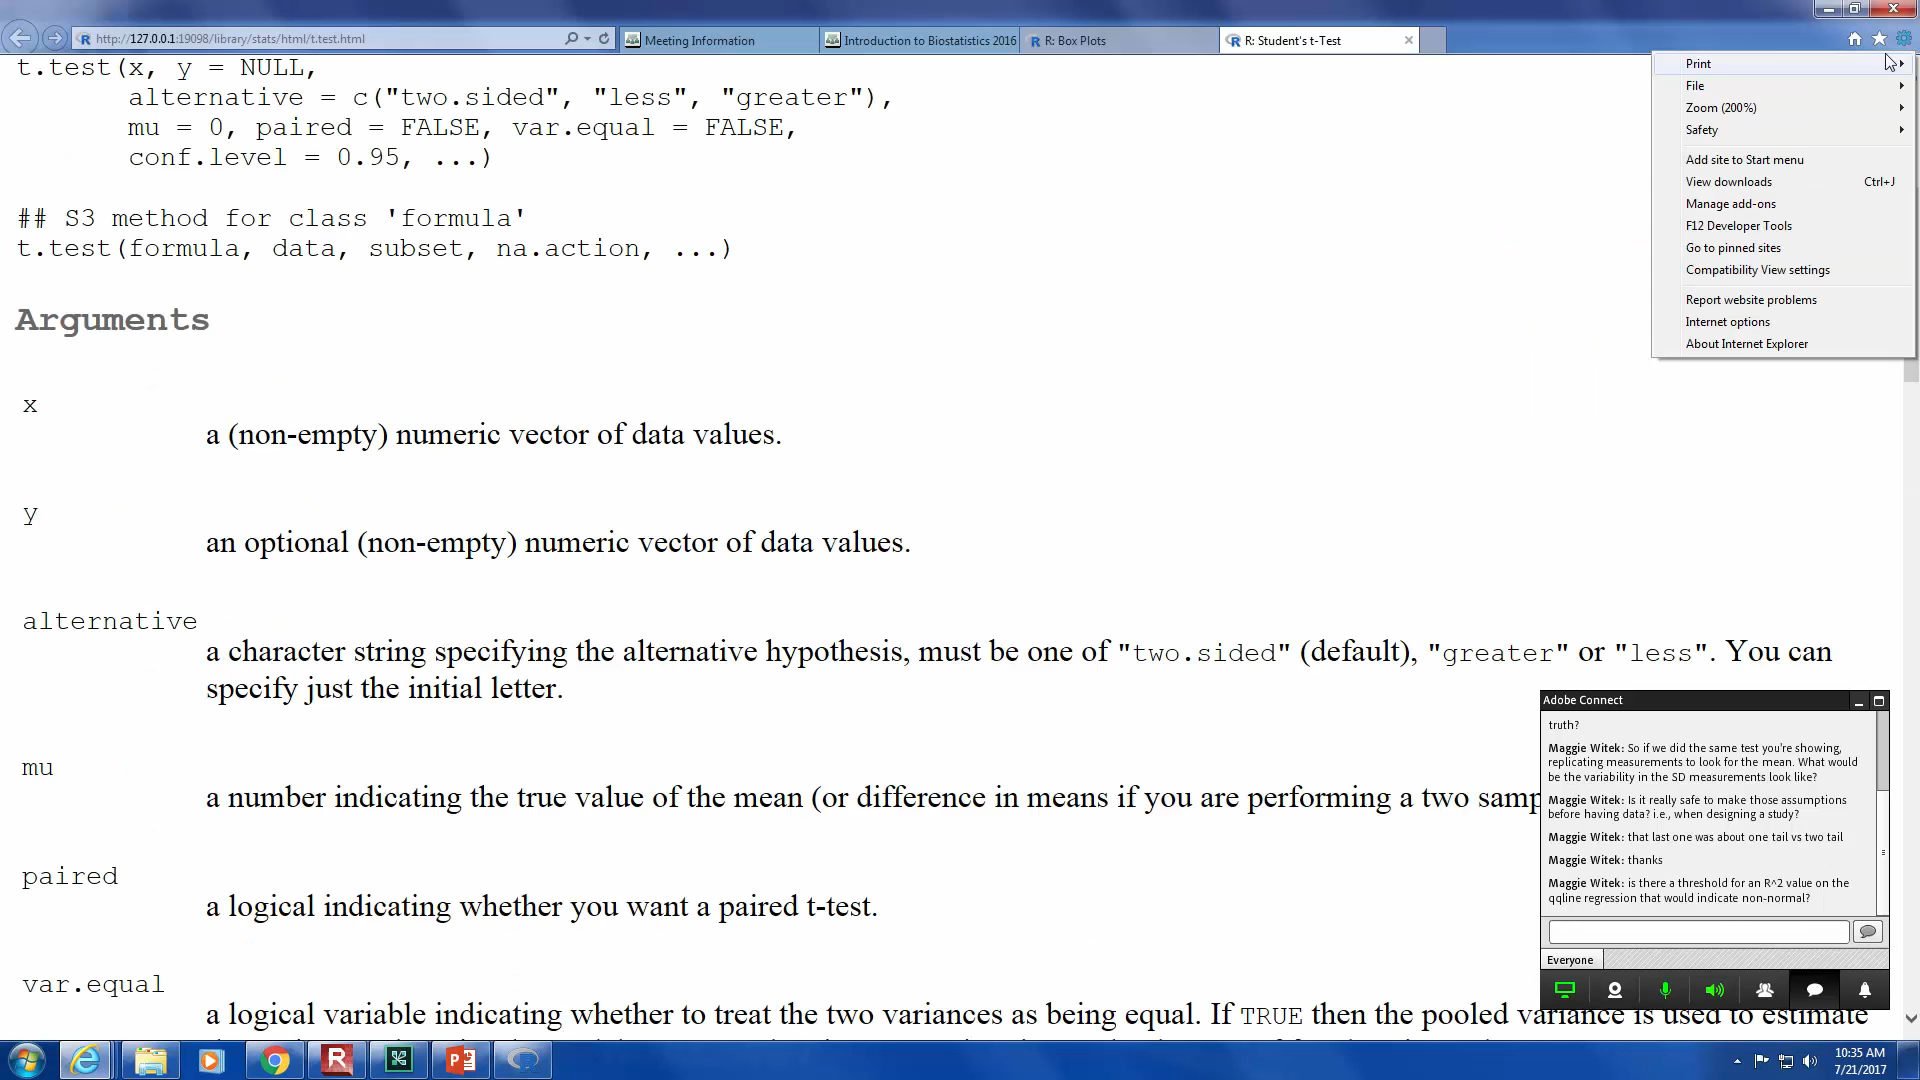 http://127.0.0.1:19098/library/stats/html/t.test.html
Meeting Information
Introduction to Biostatistics 2016
R: Box Plots
R: Student's t-Test
t.test(x, y = NULL,
alternative = c("two.sided", "less", "greater"),
mu = 0, paired = FALSE, var.equal = FALSE,
conf.level = 0.95, ...)
## S3 method for class 'formula'
t.test(formula, data, subset, na.action, ...)
Arguments
x
a (non-empty) numeric vector of data values.
y
an optional (non-empty) numeric vector of data values.
alternative
a character string specifying the alternative hypothesis, must be one of "two.sided" (default), "greater" or "less". You can
specify just the initial letter.
mu
a number indicating the true value of the mean (or difference in means if you are performing a two samp
paired
a logical indicating whether you want a paired t-test.
var.equal
a logical variable indicating whether to treat the two variances as being equal. If TRUE then the pooled variance is used to estimate
Print
File
Zoom (200%)
Safety
Add site to Start menu
View downloads Ctrl+J
Manage add-ons
F12 Developer Tools
Go to pinned sites
Compatibility View settings
Report website problems
Internet options
About Internet Explorer
Adobe Connect
truth?
Maggie Witek: So if we did the same test you're showing,
replicating measurements to look for the mean. What would
be the variability in the SD measurements look like?
Maggie Witek: Is it really safe to make those assumptions
before having data? i.e., when designing a study?
Maggie Witek: that last one was about one tail vs two tail
Maggie Witek: thanks
Maggie Witek: is there a threshold for an R^2 value on the
qqline regression that would indicate non-normal?
Everyone
10:35 AM
7/21/2017